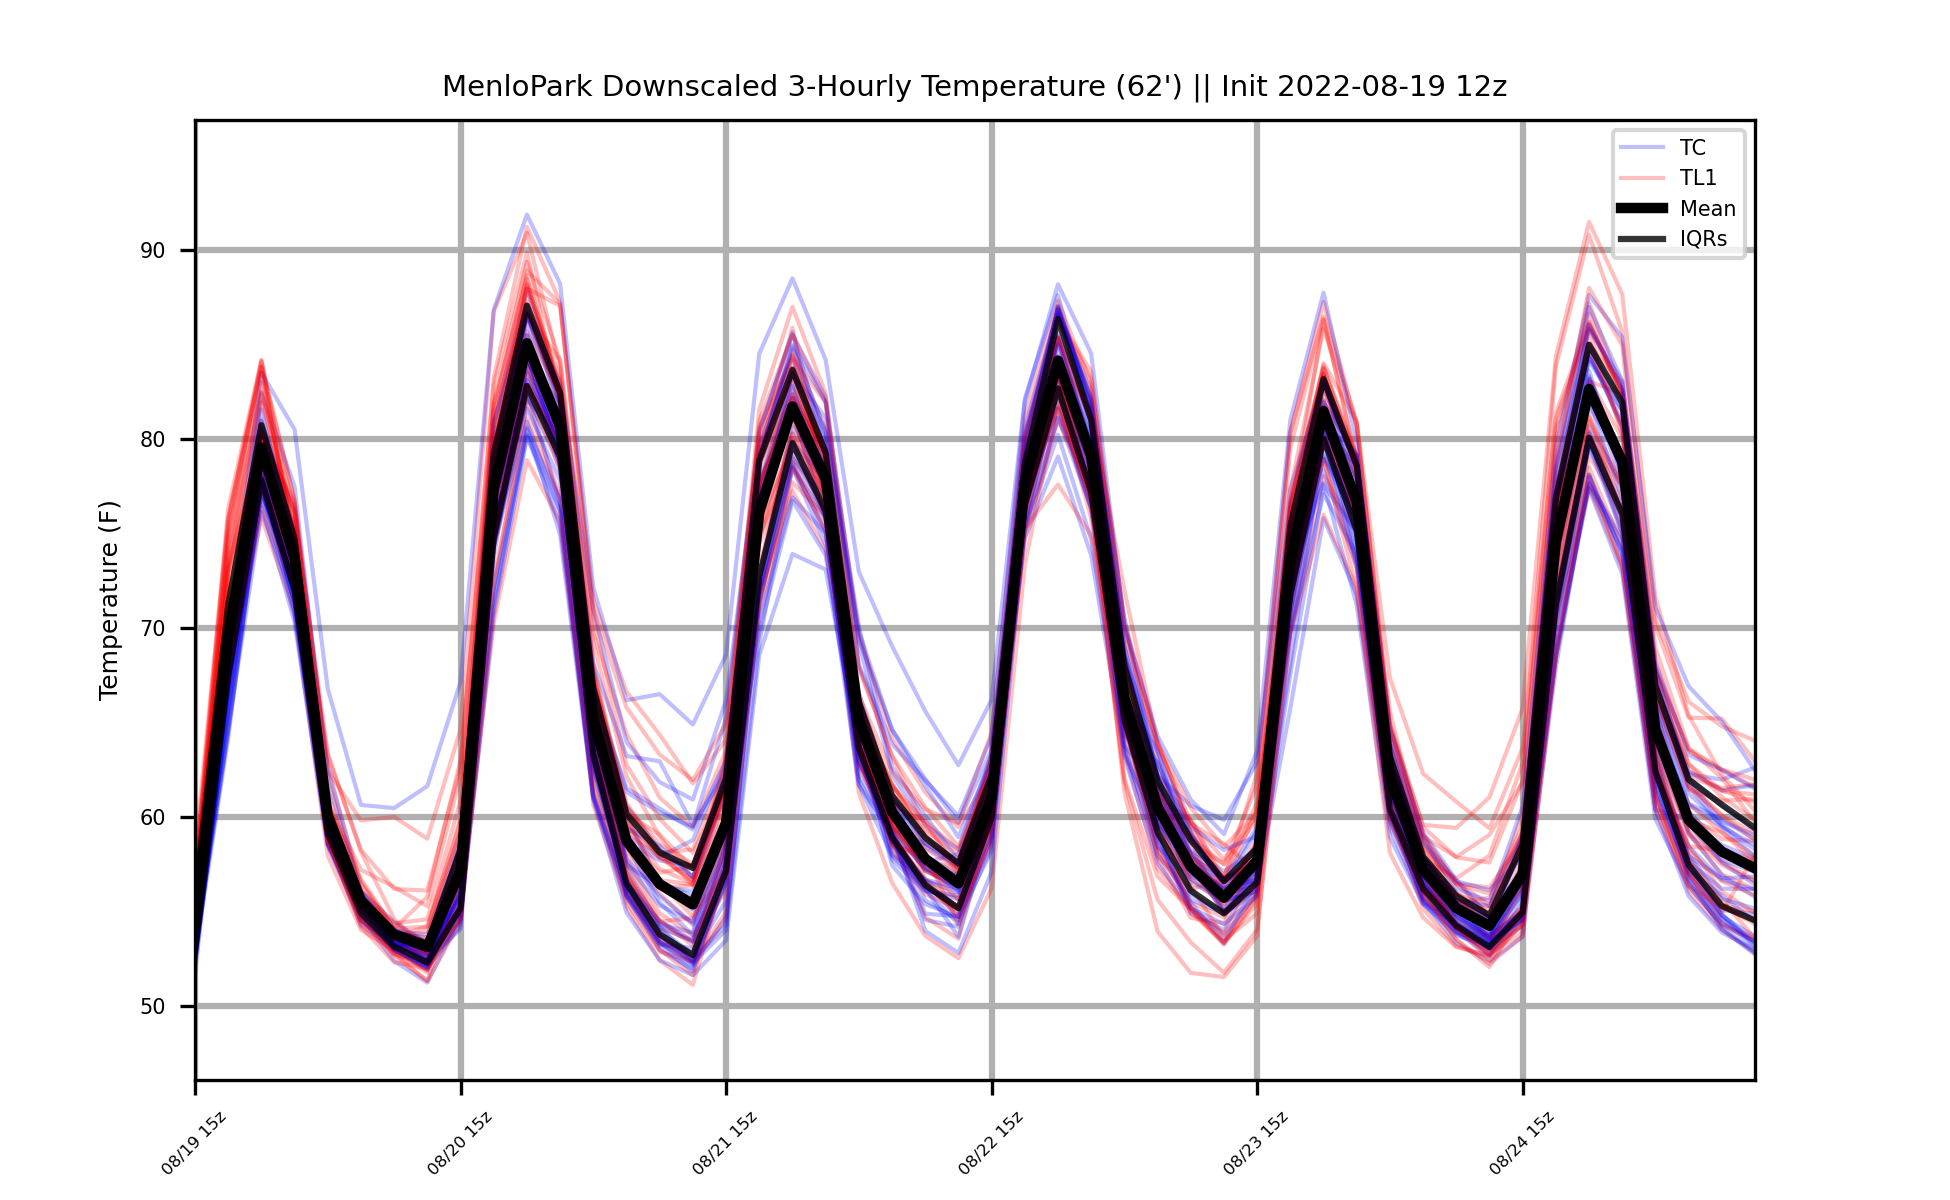 MenloPark Downscaled 3-Hourly Temperature (62') || Init 2022-08-19 12z
TC
TL1
Mean
IQRs
Temperature (F)
90
80
70
60
50
08/19 15z
08/20 15z
08/21 15z
08/22 15z
08/23 15z
08/24 15z